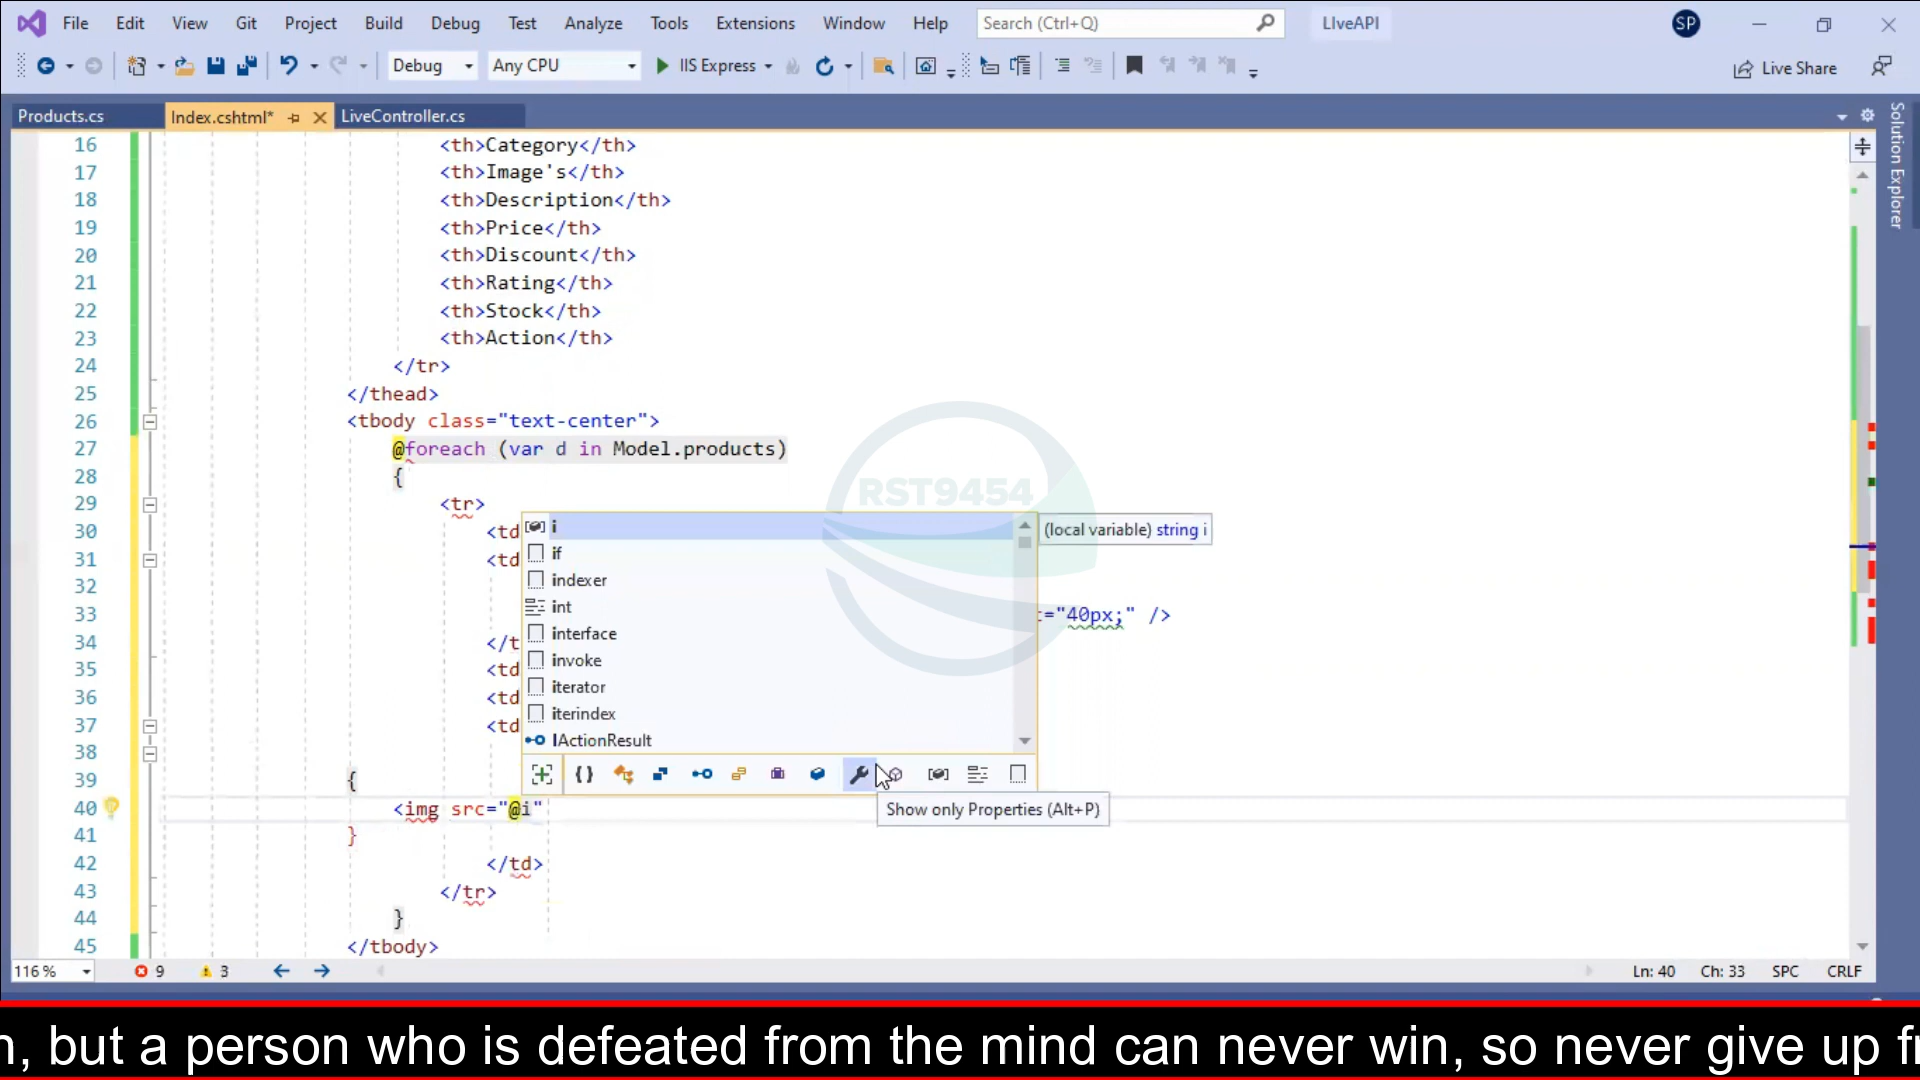 File Edit View Git Project Build Debug Test Analyze Tools Extensions Window Help Search (Ctrl+Q) LIveAPI SP
Debug Any CPU IIS Express Live Share
Products.cs Index.cshtml* LiveController.cs
Solution Explorer
16 <th>Category</th>
17 <th>Image's</th>
18 <th>Description</th>
19 <th>Price</th>
20 <th>Discount</th>
21 <th>Rating</th>
22 <th>Stock</th>
23 <th>Action</th>
24 </tr>
25 </thead>
26 <tbody class="text-center">
27 @foreach (var d in Model.products)
28 {
29 <tr>
30 <td
31 <td
32
33 ="40px;" />
34 </t
35 <td
36 <td
37 <td
38
39 {
40 <img src="@i"
41 }
42 </td>
43 </tr>
44 }
45 </tbody>
i
if
indexer
int
interface
invoke
iterator
iterindex
IActionResult
(local variable) string i
Show only Properties (Alt+P)
RST9454
116 % 9 3 Ln: 40 Ch: 33 SPC CRLF
, but a person who is defeated from the mind can never win, so never give up